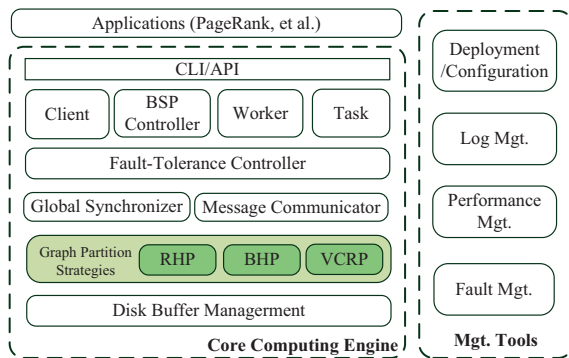 Applications (PageRank, et al.)
CLI/API
Client
BSP
Controller
Worker
Task
Fault-Tolerance Controller
Global Synchronizer
Message Communicator
Graph Partition
Strategies
RHP
BHP
VCRP
Disk Buffer Management
Core Computing Engine
Deployment
/Configuration
Log Mgt.
Performance
Mgt.
Fault Mgt.
Mgt. Tools